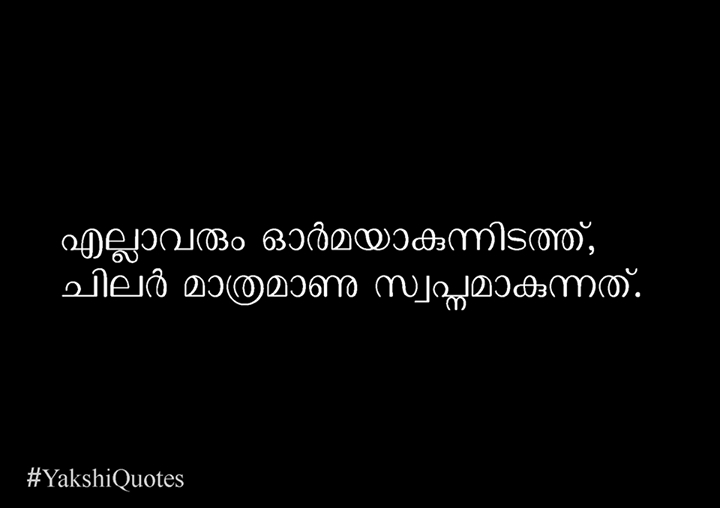 എല്ലാവരും ഓർമയാകുന്നിടത്ത്,
ചിലർ മാത്രമാണു സ്വപ്നമാകുന്നത്.
#YakshiQuotes